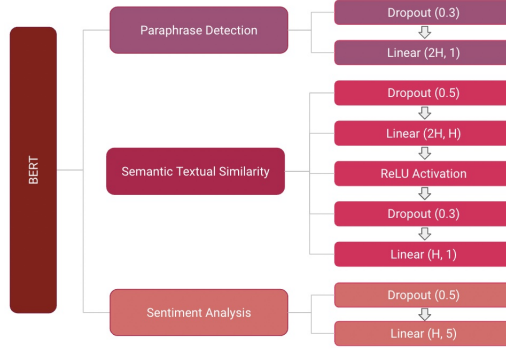 BERT
Paraphrase Detection
Dropout (0.3)
Linear (2H, 1)
Semantic Textual Similarity
Dropout (0.5)
Linear (2H, H)
ReLU Activation
Dropout (0.3)
Linear (H, 1)
Sentiment Analysis
Dropout (0.5)
Linear (H, 5)